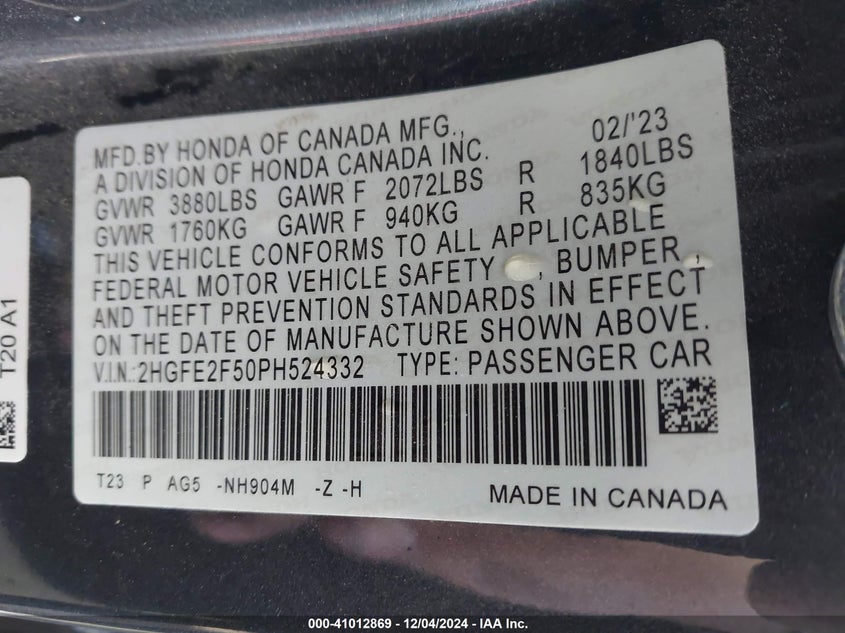 MFD.BY HONDA OF CANADA MFG., 02/'23
A DIVISION OF HONDA CANADA INC.
GVWR 3880LBS GAWR F 2072LBS R 1840LBS
GVWR 1760KG GAWR F 940KG R 835KG
THIS VEHICLE CONFORMS TO ALL APPLICABLE
FEDERAL MOTOR VEHICLE SAFETY , BUMPER ,
AND THEFT PREVENTION STANDARDS IN EFFECT
ON THE DATE OF MANUFACTURE SHOWN ABOVE.
V.I.N.: 2HGFE2F50PH524332 TYPE: PASSENGER CAR
T23 P AG5 -NH904M -Z -H
MADE IN CANADA
T20 A1
000-41012869 - 12/04/2024 - IAA Inc.